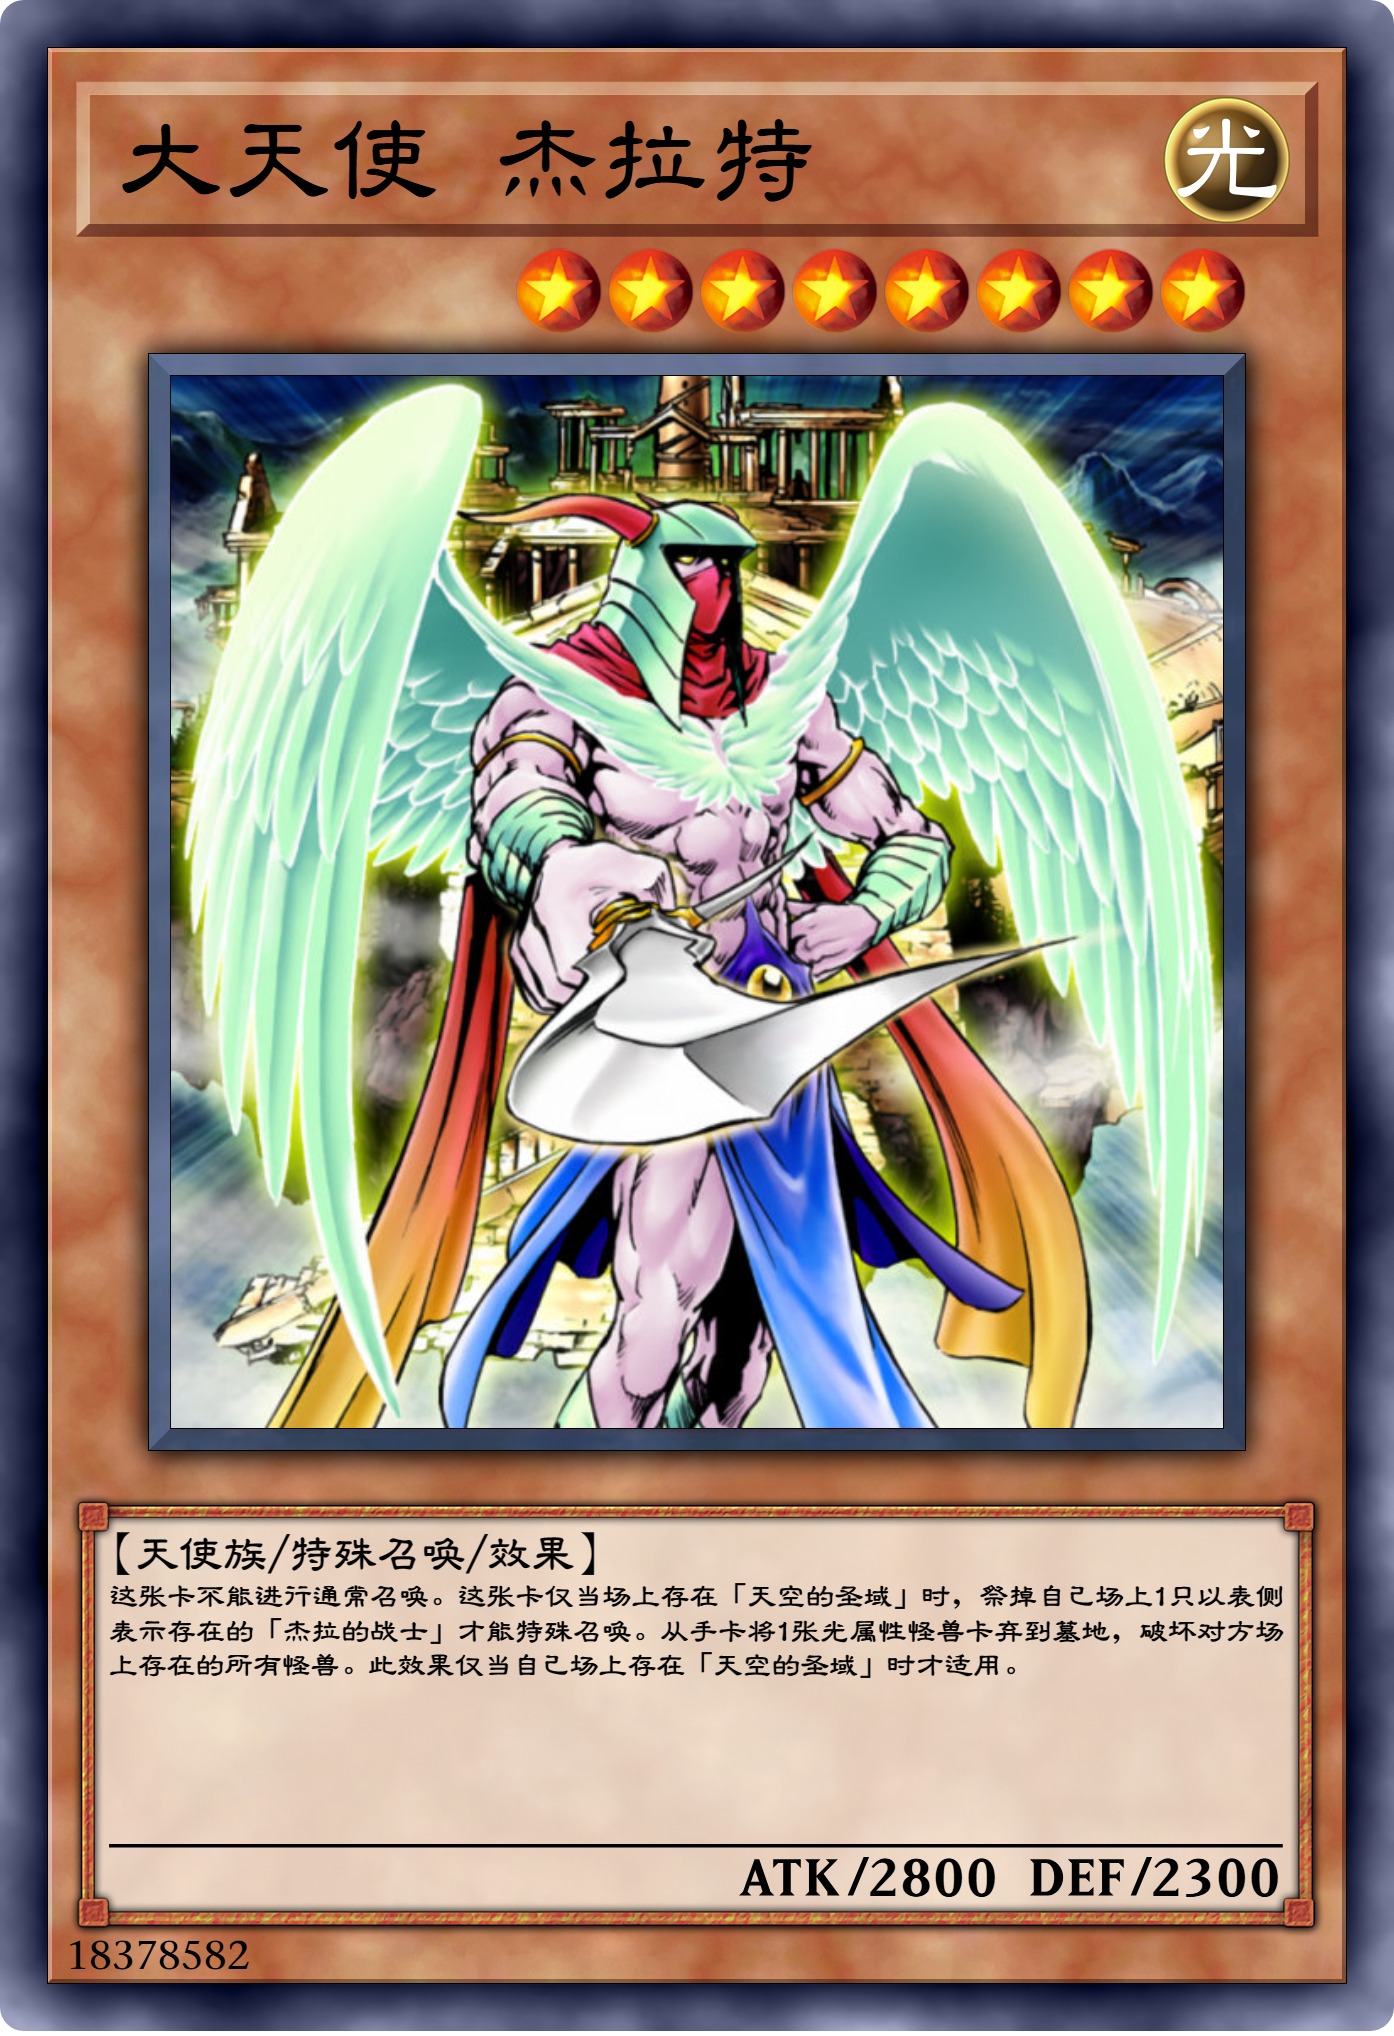 大天使 杰拉特
光
【天使族/特殊召唤/效果】
这张卡不能进行通常召唤。这张卡仅当场上存在「天空的圣域」时，祭掉自己场上1只以表侧
表示存在的「杰拉的战士」才能特殊召唤。从手卡将1张光属性怪兽卡弃到墓地，破坏对方场
上存在的所有怪兽。此效果仅当自己场上存在「天空的圣域」时才适用。
ATK/2800 DEF/2300
18378582